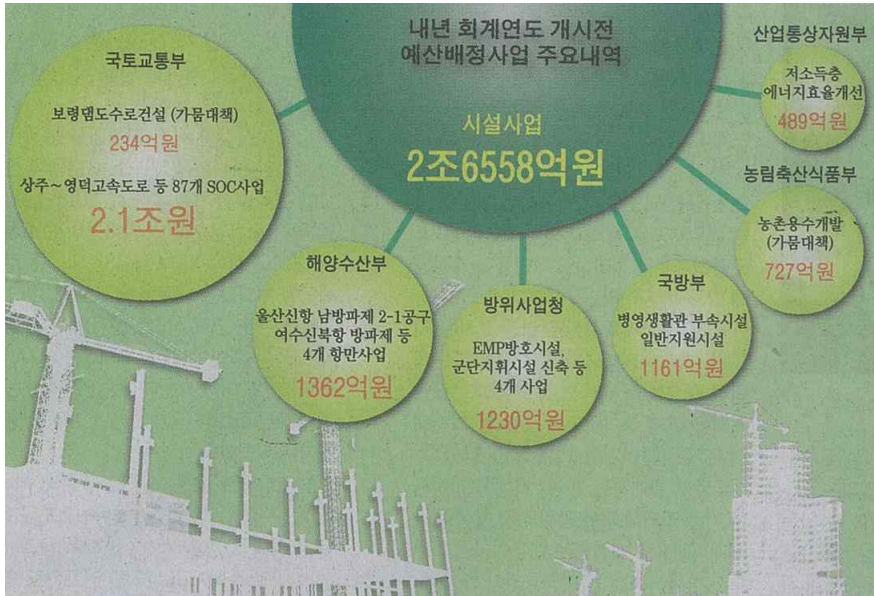 내년 회계연도 개시전
예산배정사업 주요내역
시설사업
2조6558억원
국토교통부
보령댐도수로건설 (가뭄대책)
234억원
상주~영덕고속도로 등 87개 SOC사업
2.1조원
해양수산부
울산신항 남방파제 2-1공구
여수신북항 방파제 등
4개 항만사업
1362억원
방위사업청
EMP방호시설,
군단지휘시설 신축 등
4개 사업
1230억원
국방부
병영생활관 부속시설
일반지원시설
1161억원
농림축산식품부
농촌용수개발
(가뭄대책)
727억원
산업통상자원부
저소득층
에너지효율개선
489억원